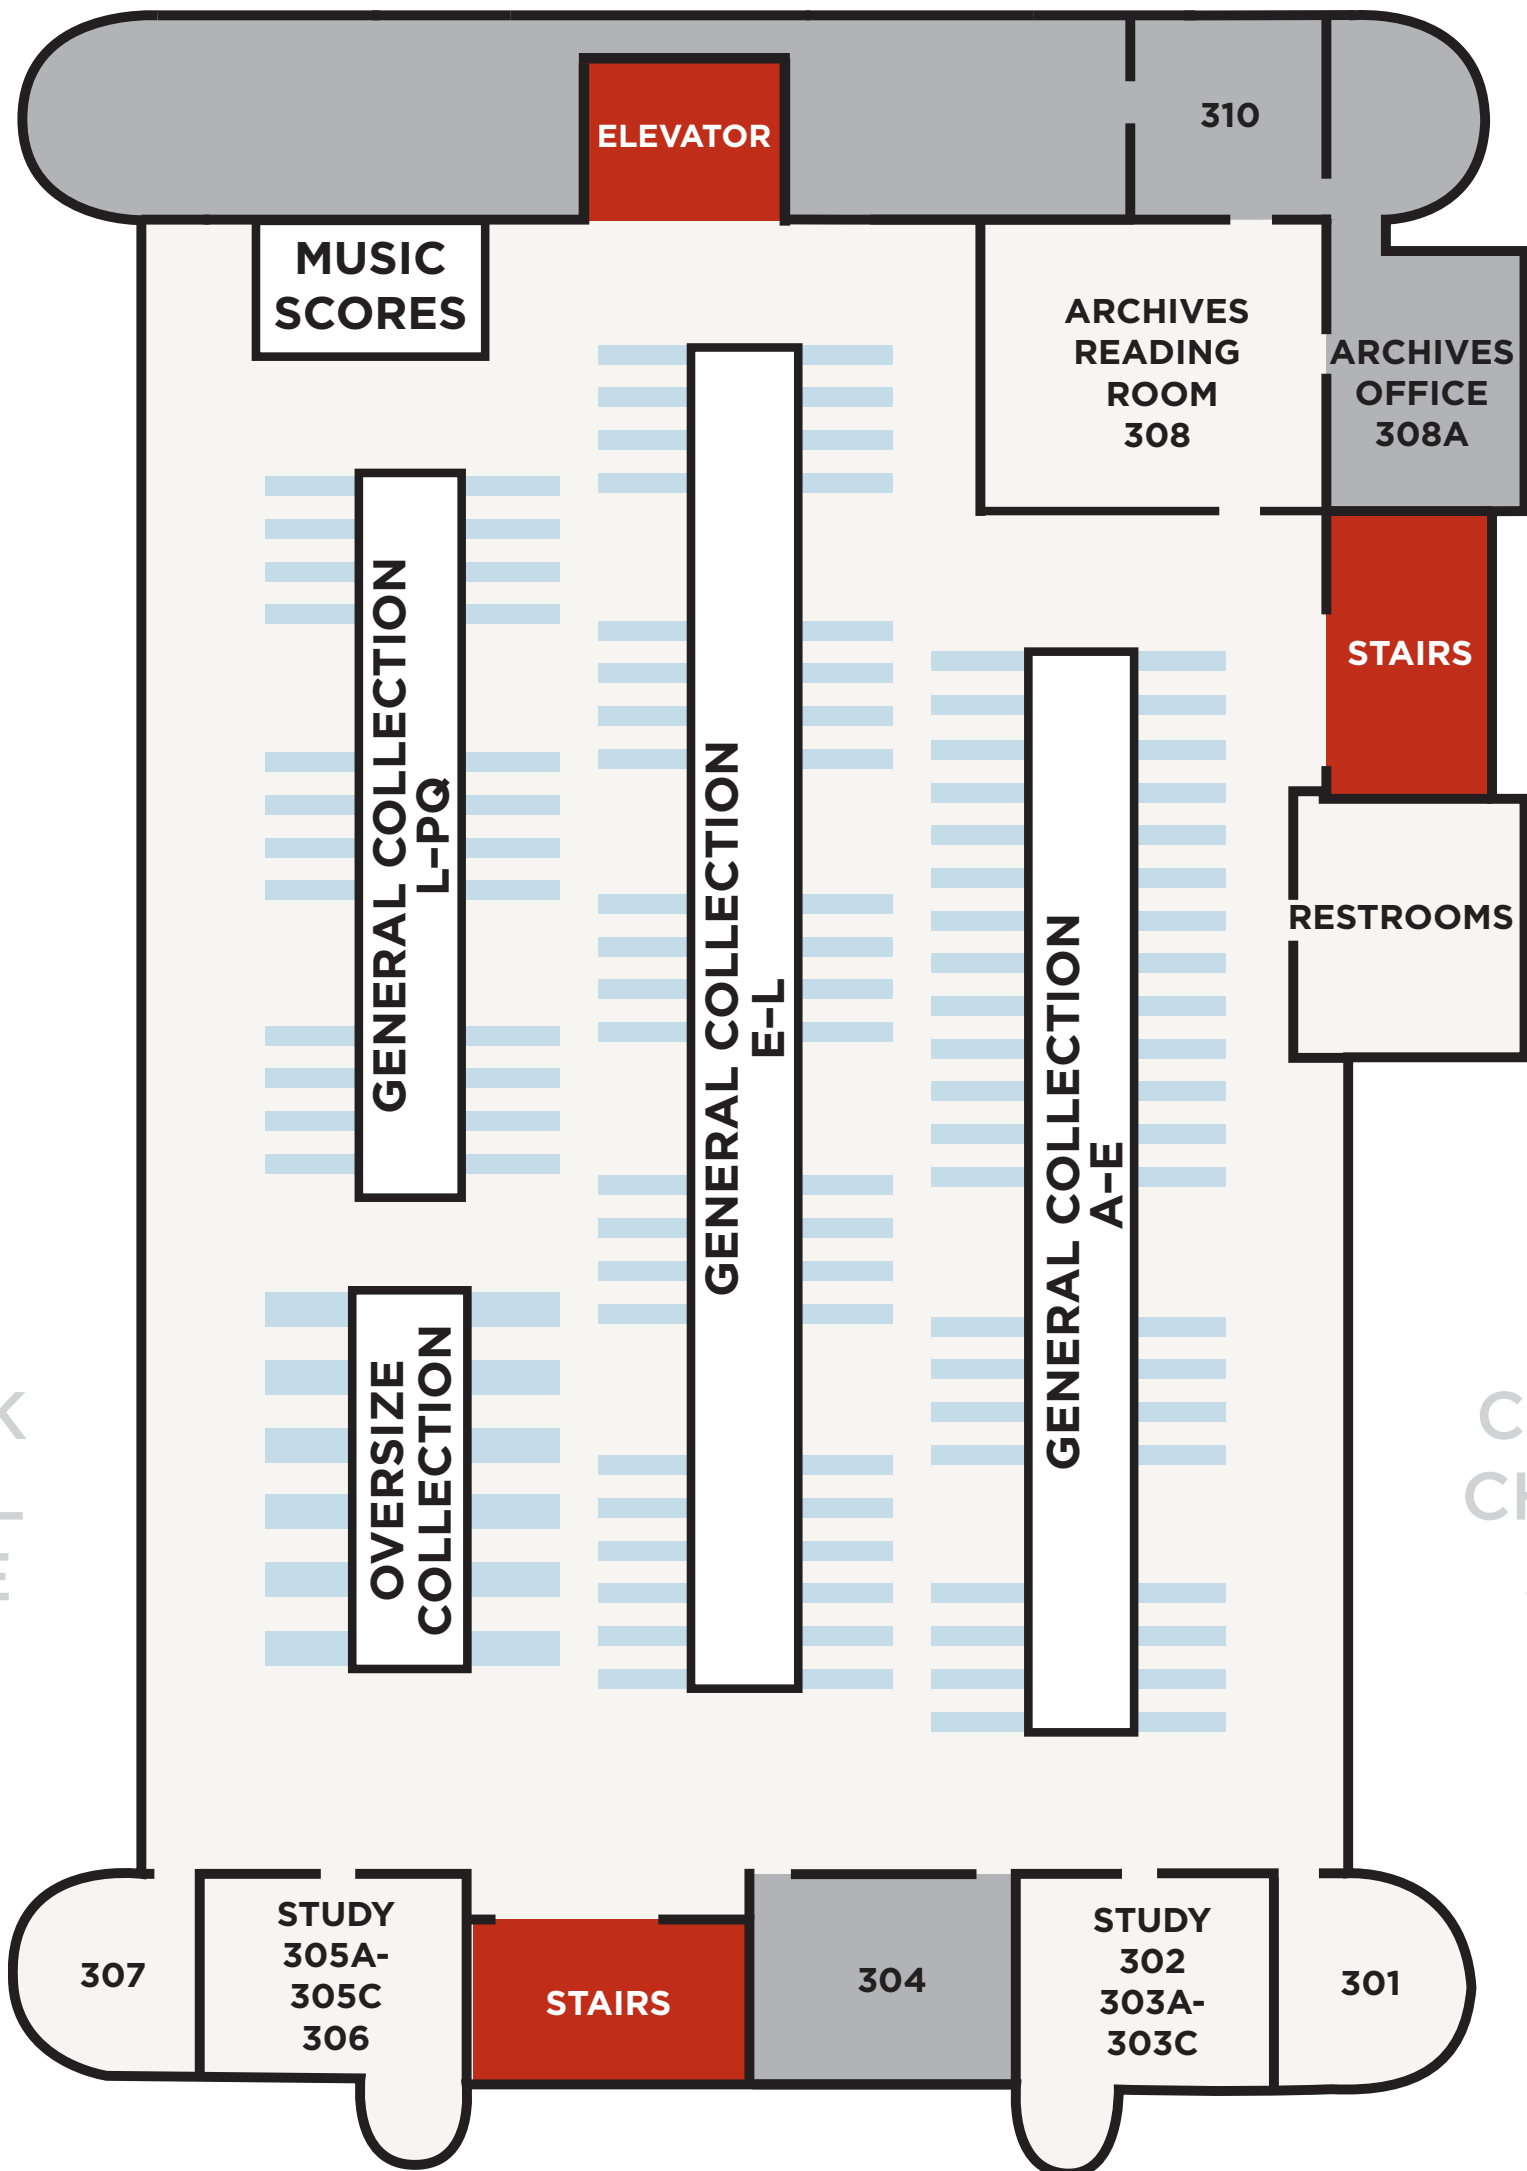 ELEVATOR
310
MUSIC
SCORES
ARCHIVES
READING
ROOM
308
ARCHIVES
OFFICE
308A
GENERAL COLLECTION
L–PQ
GENERAL COLLECTION
E–L
GENERAL COLLECTION
A–E
STAIRS
RESTROOMS
OVERSIZE
COLLECTION
307
STUDY
305A-
305C
306
STAIRS
304
STUDY
302
303A-
303C
301